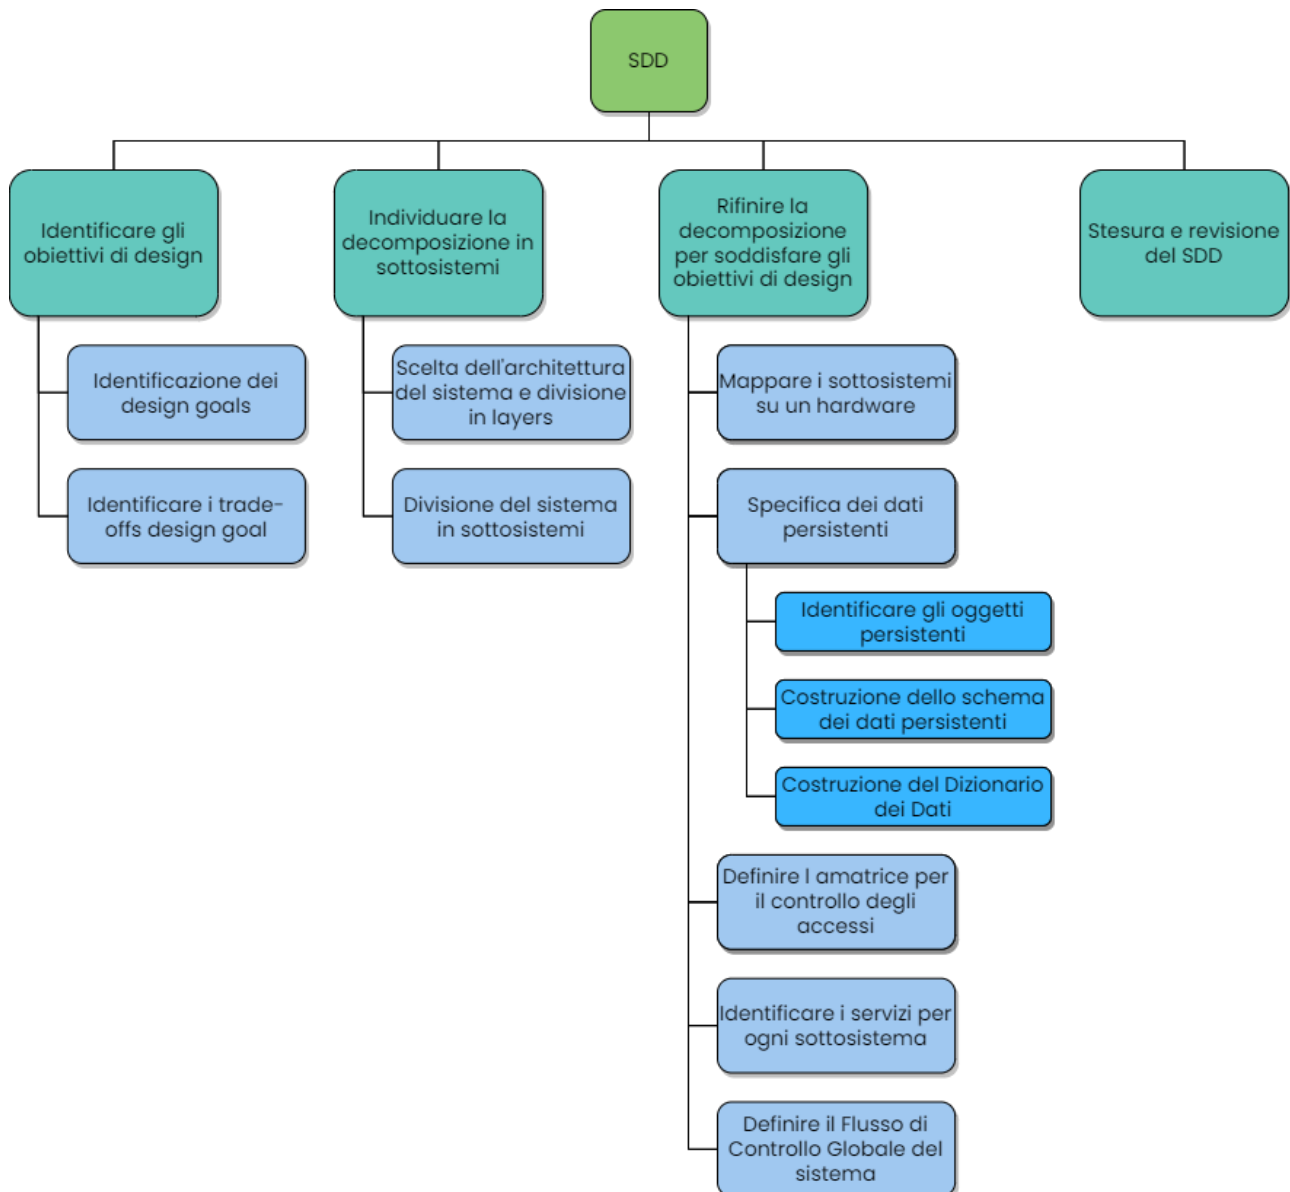 SDD
Identificare gli
obiettivi di design
Identificazione dei
design goals
Identificare i trade-
offs design goal
Individuare la
decomposizione in
sottosistemi
Scelta dell'architettura
del sistema e divisione
in layers
Divisione del sistema
in sottosistemi
Rifinire la
decomposizione
per soddisfare gli
obiettivi di design
Mappare i sottosistemi
su un hardware
Specifica dei dati
persistenti
Identificare gli oggetti
persistenti
Costruzione dello schema
dei dati persistenti
Costruzione del Dizionario
dei Dati
Definire l amatrice per
il controllo degli
accessi
Identificare i servizi per
ogni sottosistema
Definire il Flusso di
Controllo Globale del
sistema
Stesura e revisione
del SDD